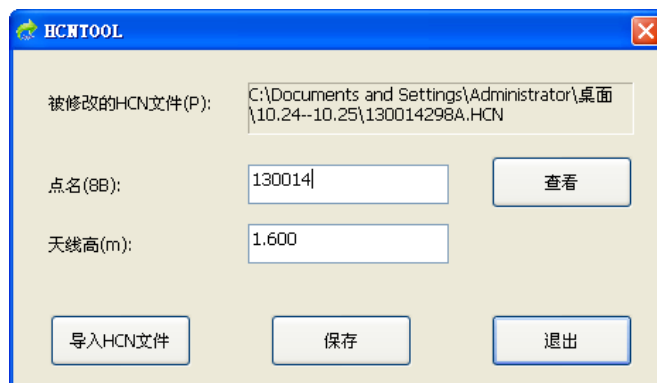 HCNTOOL
被修改的HCN文件(P):
C:\Documents and Settings\Administrator\桌面
\10.24--10.25\130014298A.HCN
点名(8B):
130014
查看
天线高(m):
1.600
导入HCN文件
保存
退出